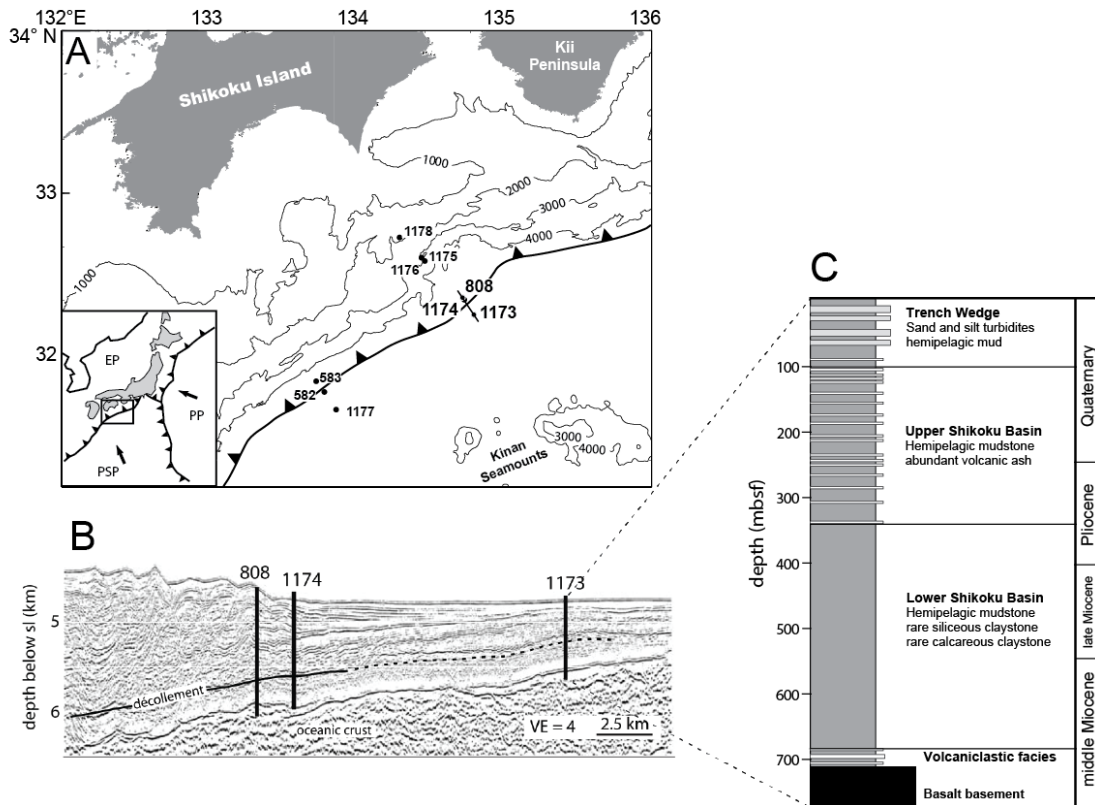 132°E 133 134 135 136
34° N
A
Kii
Peninsula
Shikoku Island
1000
2000
33
3000
1178
4000
1175
1176
808
1000
1174
1173
32
EP
583
582
1177
PP
3000
4000
Kinan
Seamounts
PSP
B
808
1174
1173
depth below sl (km)
5
décollement
6
VE = 4
2.5 km
oceanic crust
C
Trench Wedge
Sand and silt turbidites
hemipelagic mud
100
Quaternary
200
Upper Shikoku Basin
Hemipelagic mudstone
abundant volcanic ash
300
Pliocene
depth (mbsf)
400
Lower Shikoku Basin
Hemipelagic mudstone
rare siliceous claystone
rare calcareous claystone
500
late Miocene
600
middle Miocene
700
Volcaniclastic facies
Basalt basement